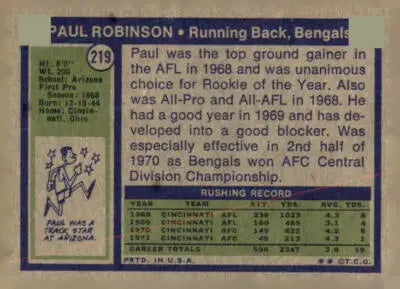 PAUL ROBINSON • Running Back, Bengals
219
HT: 6'0"
WT. 200
School: Arizona
First Pro
Season: 1968
Born: 12-19-44
Home: Cincin-
nati, Ohio
Paul was the top ground gainer in
the AFL in 1968 and was unanimous
choice for Rookie of the Year. Also
was All-Pro and All-AFL in 1968. He
had a good year in 1969 and has de-
veloped into a good blocker. Was
especially effective in 2nd half of
1970 as Bengals won AFC Central
Division Championship.
PAUL WAS A
TRACK STAR
AT ARIZONA.
RUSHING RECORD
YEAR TEAM ATT. YDS. AVG. TDS
1968 CINCINNATI AFL 238 1023 4.3 8
1969 CINCINNATI AFL 160 489 3.1 4
1970 CINCINNATI AFC 149 622 4.2 6
1971 CINCINNATI AFC 49 213 4.3 1
CAREER TOTALS 596 2347 3.9 19
PRTD. IN U.S.A. ** ©T.C.G.